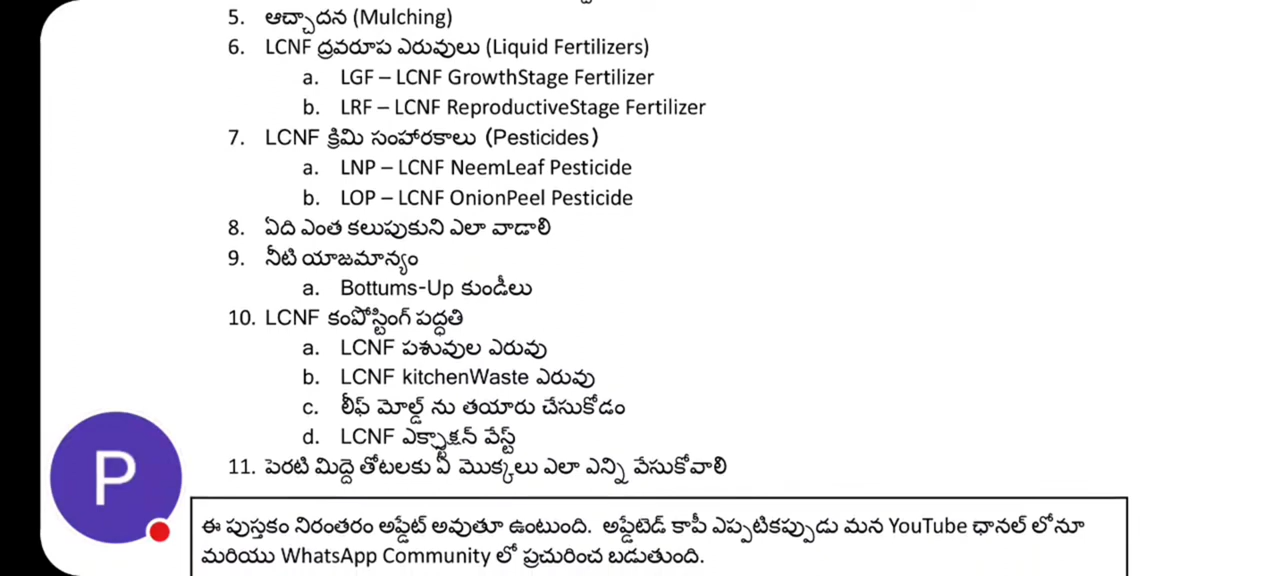 5. ఆచ్ఛాదన (Mulching)
6. LCNF ద్రవరూప ఎరువులు (Liquid Fertilizers)
a. LGF – LCNF GrowthStage Fertilizer
b. LRF – LCNF ReproductiveStage Fertilizer
7. LCNF క్రిమి సంహారకాలు (Pesticides)
a. LNP – LCNF NeemLeaf Pesticide
b. LOP – LCNF OnionPeel Pesticide
8. ఏది ఎంత కలుపుకుని ఎలా వాడాలి
9. నీటి యాజమాన్యం
a. Bottums-Up కుండీలు
10. LCNF కంపోస్టింగ్ పద్ధతి
a. LCNF పశువుల ఎరువు
b. LCNF kitchenWaste ఎరువు
c. లీఫ్ మోల్డ్ ను తయారు చేసుకోడం
d. LCNF ఎక్స్ట్రాక్షన్ వేస్ట్
11. పెరటి మిద్దె తోటలకు ఏ మొక్కలు ఎలా ఎన్ని వేసుకోవాలి
P
ఈ పుస్తకం నిరంతరం అప్డేట్ అవుతూ ఉంటుంది. అప్డేటెడ్ కాపీ ఎప్పటికప్పుడు మన YouTube ఛానల్ లోనూ
మరియు WhatsApp Community లో ప్రచురించ బడుతుంది.